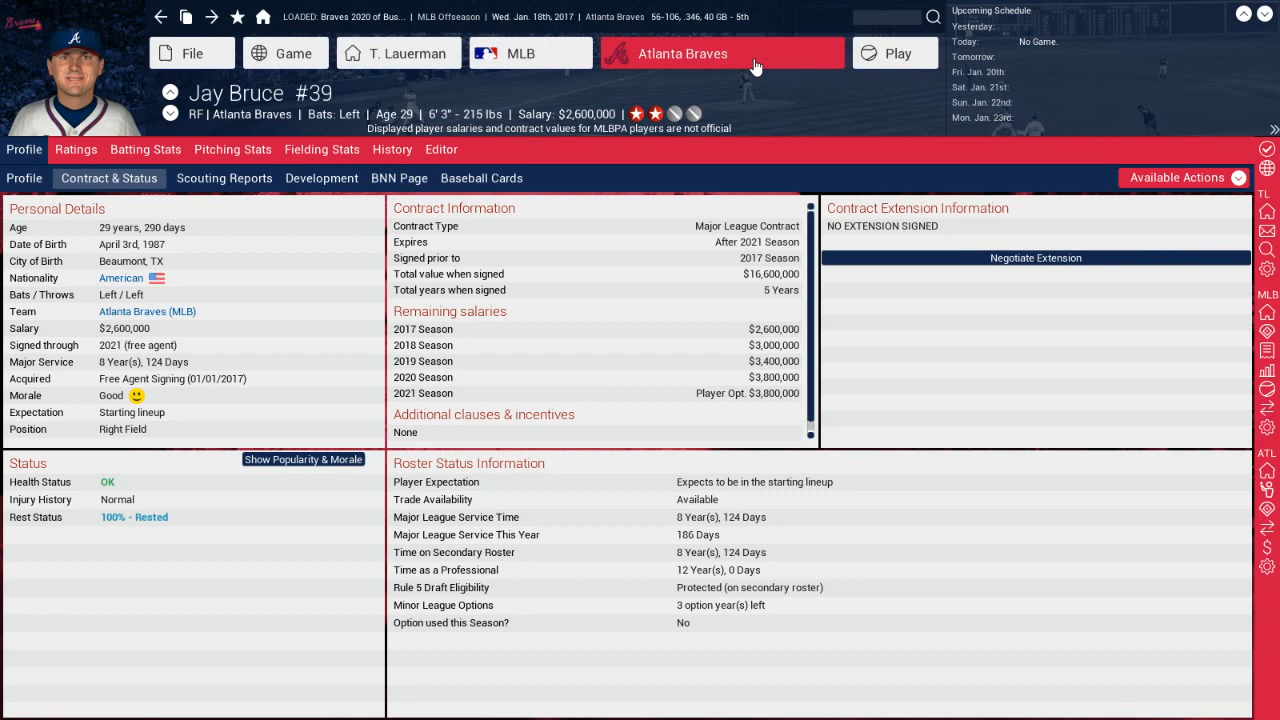 LOADED: Braves 2020 of Bus... | MLB Offseason | Wed. Jan. 18th, 2017 | Atlanta Braves 56-106, .346, 40 GB - 5th
File
Game
T. Lauerman
MLB
Atlanta Braves
Play
Upcoming Schedule
Yesterday:
Today: No Game.
Tomorrow:
Fri. Jan. 20th:
Sat. Jan. 21st:
Sun. Jan. 22nd:
Mon. Jan. 23rd:
Jay Bruce #39
RF | Atlanta Braves | Bats: Left | Age 29 | 6' 3" - 215 lbs | Salary: $2,600,000 |
Displayed player salaries and contract values for MLBPA players are not official
Profile Ratings Batting Stats Pitching Stats Fielding Stats History Editor
Profile Contract & Status Scouting Reports Development BNN Page Baseball Cards
Available Actions
Personal Details
Age 29 years, 290 days
Date of Birth April 3rd, 1987
City of Birth Beaumont, TX
Nationality American
Bats / Throws Left / Left
Team Atlanta Braves (MLB)
Salary $2,600,000
Signed through 2021 (free agent)
Major Service 8 Year(s), 124 Days
Acquired Free Agent Signing (01/01/2017)
Morale Good
Expectation Starting lineup
Position Right Field
Contract Information
Contract Type Major League Contract
Expires After 2021 Season
Signed prior to 2017 Season
Total value when signed $16,600,000
Total years when signed 5 Years
Remaining salaries
2017 Season $2,600,000
2018 Season $3,000,000
2019 Season $3,400,000
2020 Season $3,800,000
2021 Season Player Opt. $3,800,000
Additional clauses & incentives
None
Contract Extension Information
NO EXTENSION SIGNED
Negotiate Extension
Status
Show Popularity & Morale
Health Status OK
Injury History Normal
Rest Status 100% - Rested
Roster Status Information
Player Expectation Expects to be in the starting lineup
Trade Availability Available
Major League Service Time 8 Year(s), 124 Days
Major League Service This Year 186 Days
Time on Secondary Roster 8 Year(s), 124 Days
Time as a Professional 12 Year(s), 0 Days
Rule 5 Draft Eligibility Protected (on secondary roster)
Minor League Options 3 option year(s) left
Option used this Season? No
TL
MLB
ATL